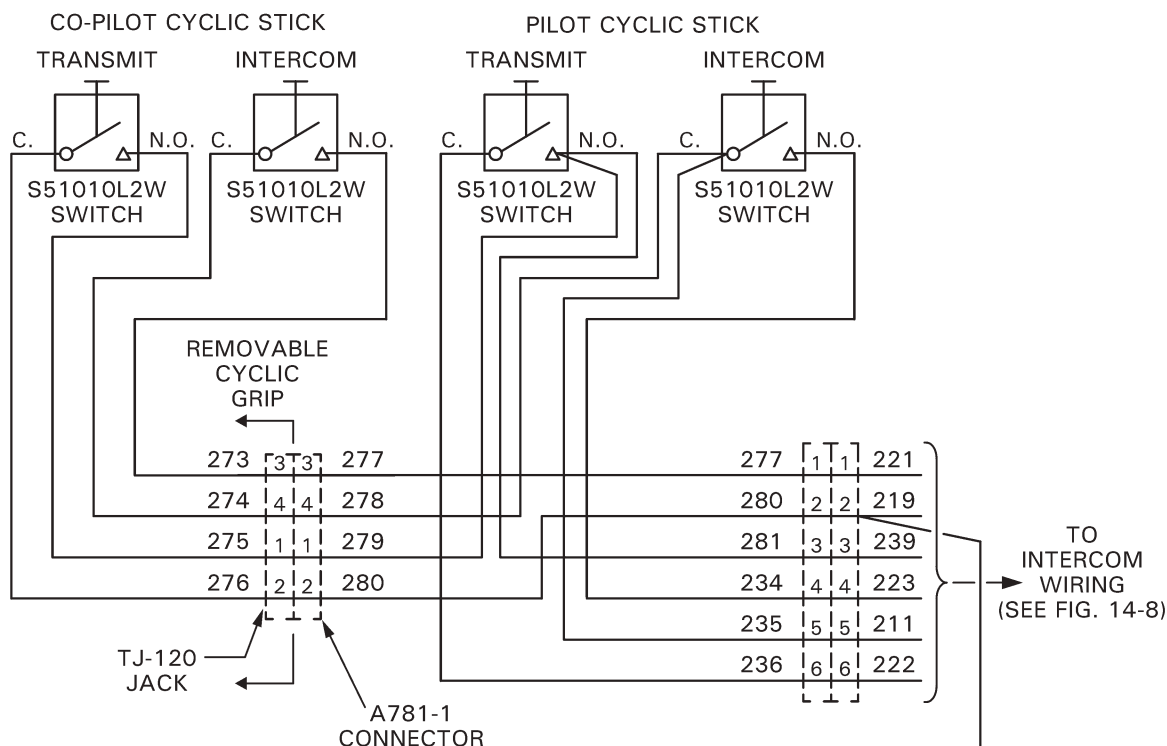 CO-PILOT CYCLIC STICK
PILOT CYCLIC STICK
TRANSMIT
INTERCOM
TRANSMIT
INTERCOM
C.
N.O.
C.
N.O.
C.
N.O.
C.
N.O.
S51010L2W
SWITCH
S51010L2W
SWITCH
S51010L2W
SWITCH
S51010L2W
SWITCH
REMOVABLE
CYCLIC
GRIP
273 3 3 277
274 4 4 278
275 1 1 279
276 2 2 280
277 1 1 221
280 2 2 219
281 3 3 239
234 4 4 223
235 5 5 211
236 6 6 222
TO
INTERCOM
WIRING
(SEE FIG. 14-8)
TJ-120
JACK
A781-1
CONNECTOR